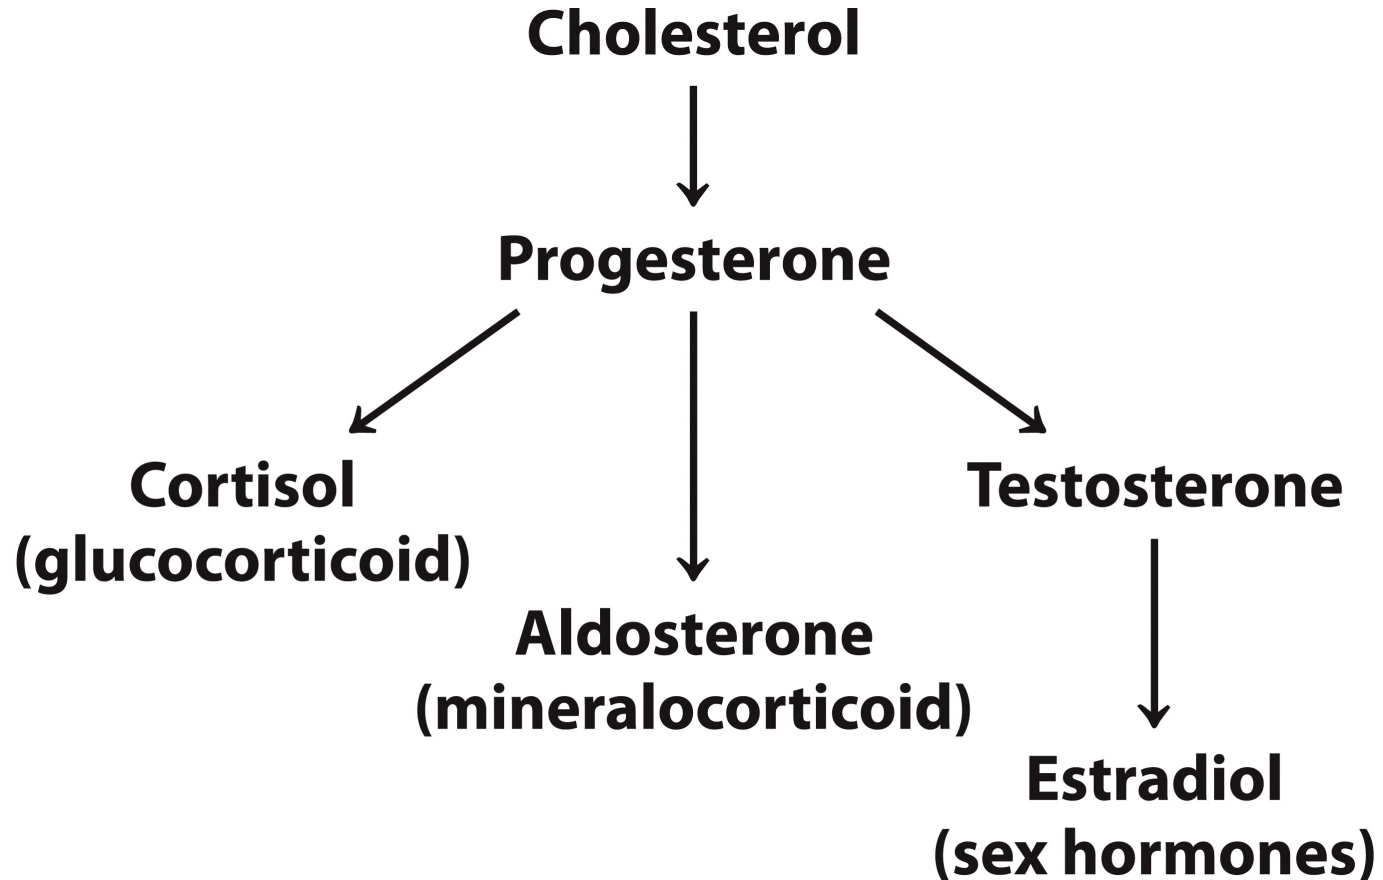 Cholesterol
Progesterone
Cortisol
(glucocorticoid)
Testosterone
Aldosterone
(mineralocorticoid)
Estradiol
(sex hormones)